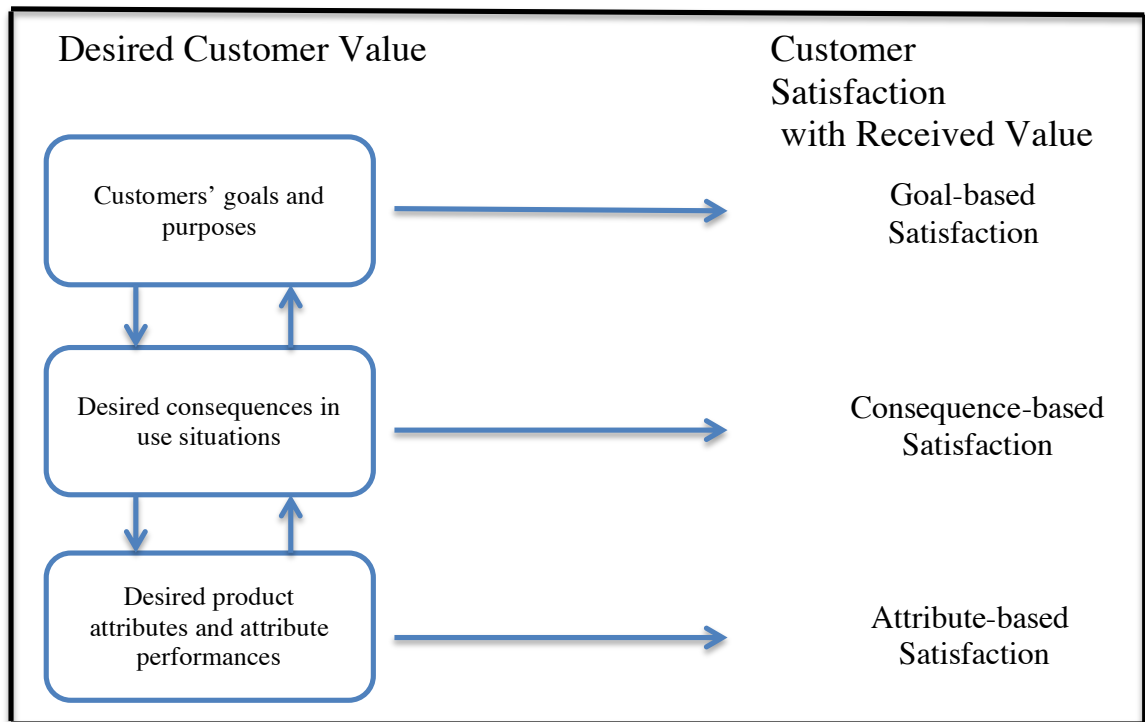 Desired Customer Value
Customer
Satisfaction
with Received Value
Customers’ goals and
purposes
Goal-based
Satisfaction
Desired consequences in
use situations
Consequence-based
Satisfaction
Desired product
attributes and attribute
performances
Attribute-based
Satisfaction